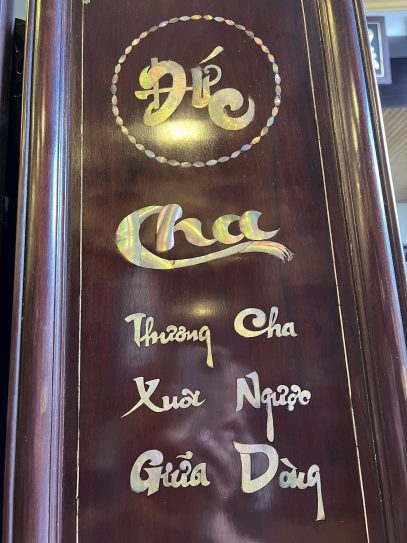 Đức
Cha
Thương Cha
Xuôi Ngược
Giữa Dòng